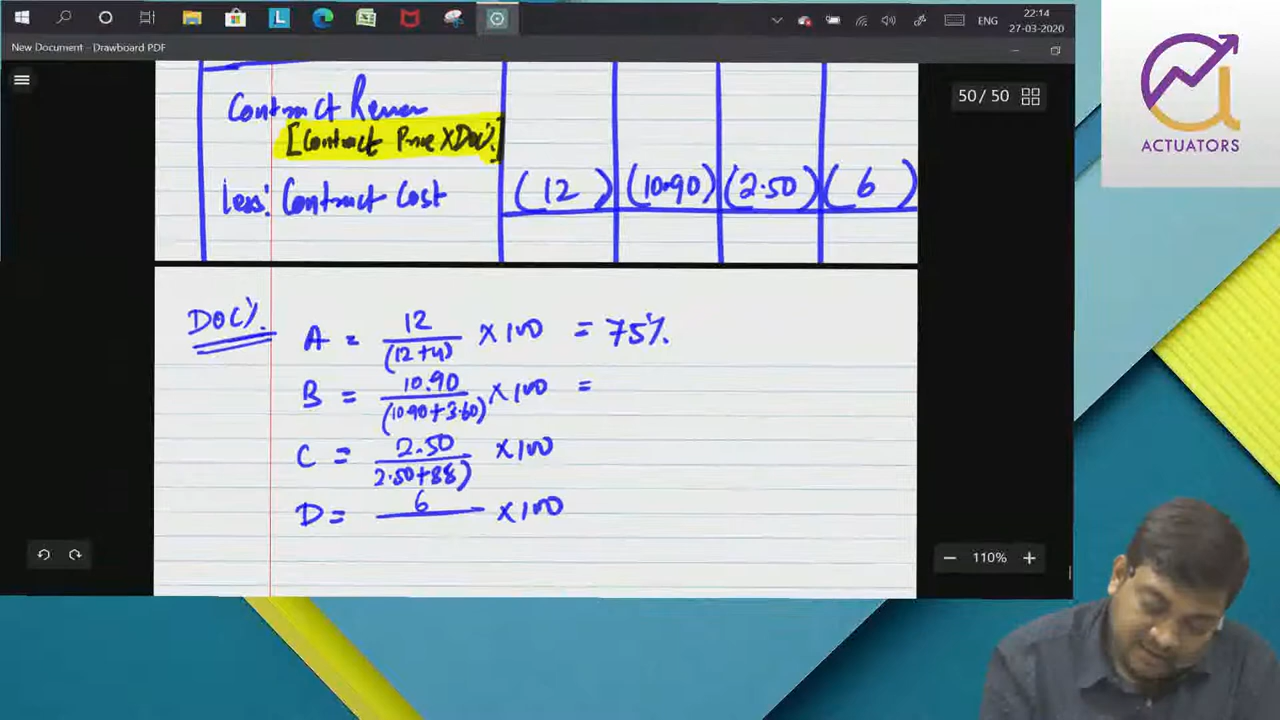 22:14
ENG
27-03-2020
New Document - Drawboard PDF
50 / 50
ACTUATORS
Contract Reven
[Contract Price X DOC%]
Less: Contract Cost (12) (10.90) (2.50) (6)
DOC%.
A = 12/(12+4) × 100 = 75%
B = 10.90/(10.90+3.60) × 100 =
C = 2.50/2.50+88) × 100
D = 6/ × 100
110%